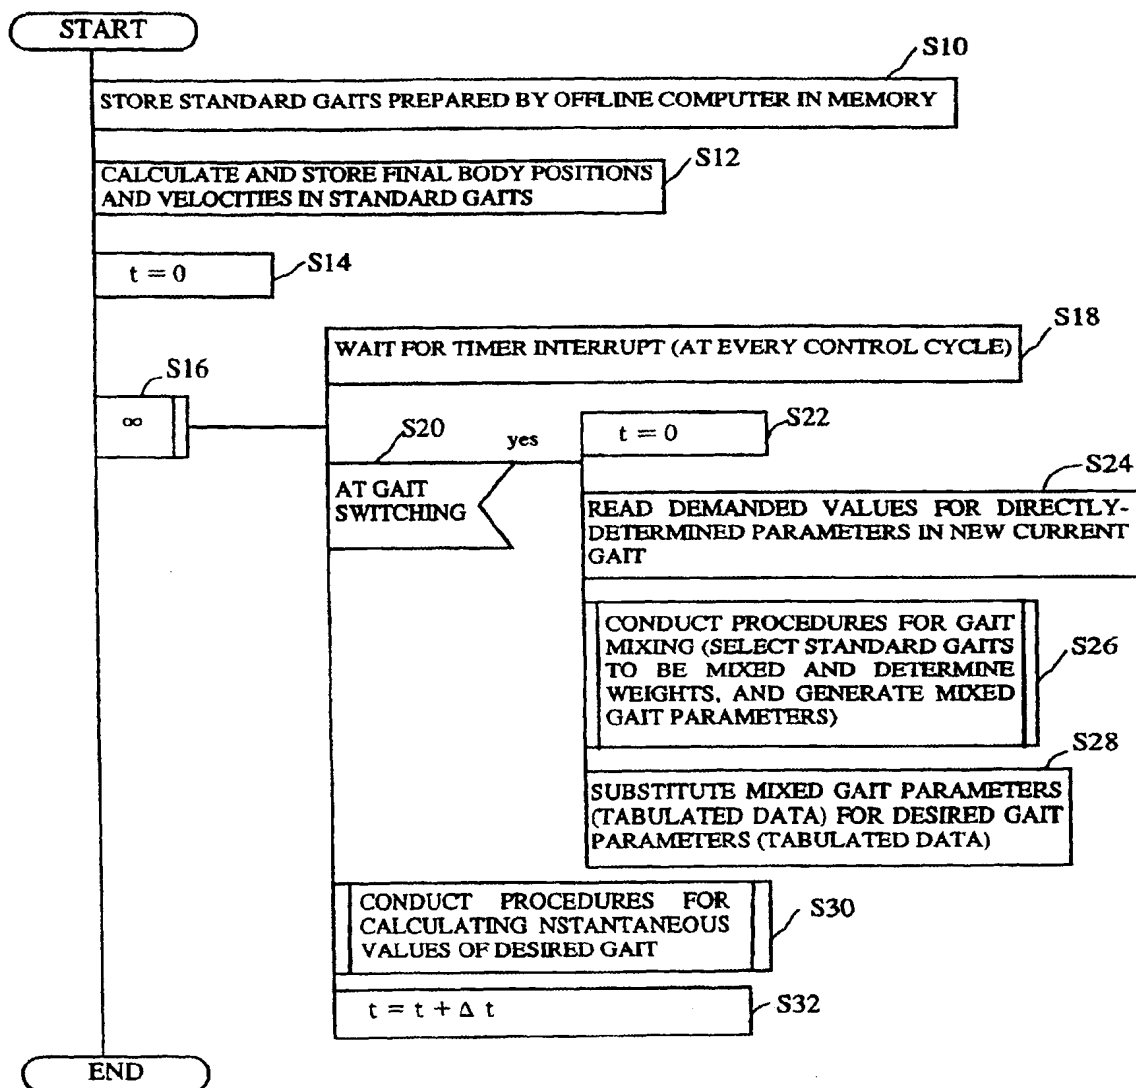 START
S10
STORE STANDARD GAITS PREPARED BY OFFLINE COMPUTER IN MEMORY
S12
CALCULATE AND STORE FINAL BODY POSITIONS
AND VELOCITIES IN STANDARD GAITS
S14
t = 0
S18
WAIT FOR TIMER INTERRUPT (AT EVERY CONTROL CYCLE)
S16
∞
S20
yes
AT GAIT
SWITCHING
S22
t = 0
S24
READ DEMANDED VALUES FOR DIRECTLY-
DETERMINED PARAMETERS IN NEW CURRENT
GAIT
CONDUCT PROCEDURES FOR GAIT
MIXING (SELECT STANDARD GAITS
TO BE MIXED AND DETERMINE
WEIGHTS, AND GENERATE MIXED
GAIT PARAMETERS)
S26
S28
SUBSTITUTE MIXED GAIT PARAMETERS
(TABULATED DATA) FOR DESIRED GAIT
PARAMETERS (TABULATED DATA)
CONDUCT PROCEDURES FOR
CALCULATING NSTANTANEOUS
VALUES OF DESIRED GAIT
S30
t = t + Δ t
S32
END